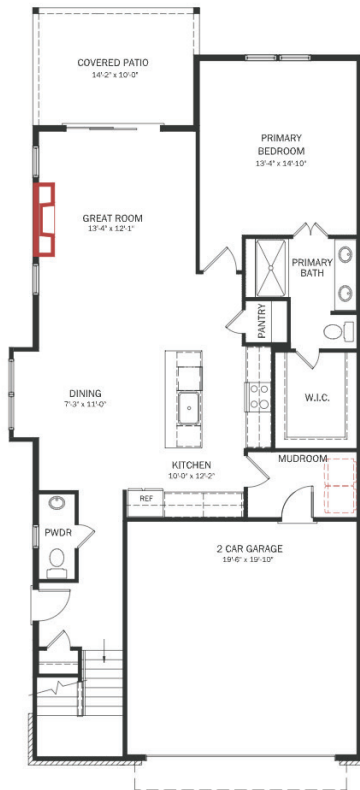 COVERED PATIO
14'-2" x 10'-0"
PRIMARY
BEDROOM
13'-4" x 14'-10"
GREAT ROOM
13'-4" x 12'-1"
PRIMARY
BATH
PANTRY
DINING
7'-3" x 11'-0"
W.I.C.
KITCHEN
10'-0" x 12'-2"
MUDROOM
REF
PWDR
2 CAR GARAGE
19'-6" x 19'-10"